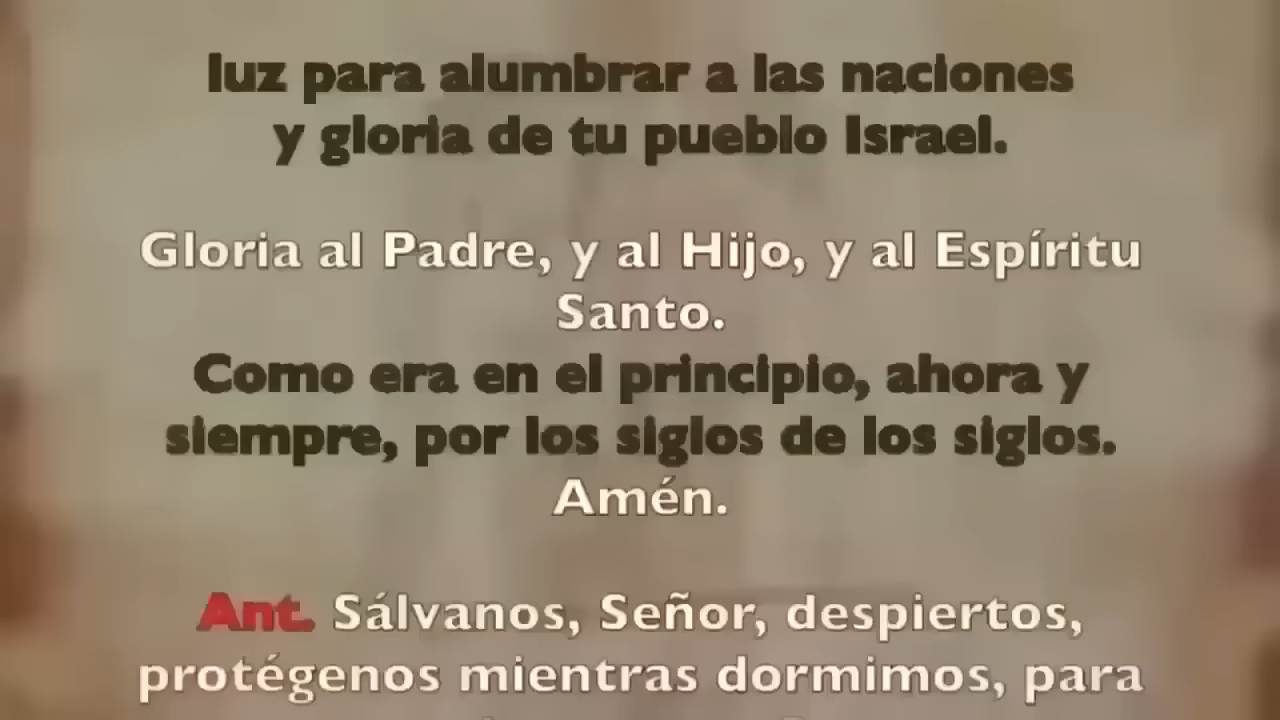 luz para alumbrar a las naciones
y gloria de tu pueblo Israel.
Gloria al Padre, y al Hijo, y al Espíritu
Santo.
Como era en el principio, ahora y
siempre, por los siglos de los siglos.
Amén.
Ant. Sálvanos, Señor, despiertos,
protégenos mientras dormimos, para